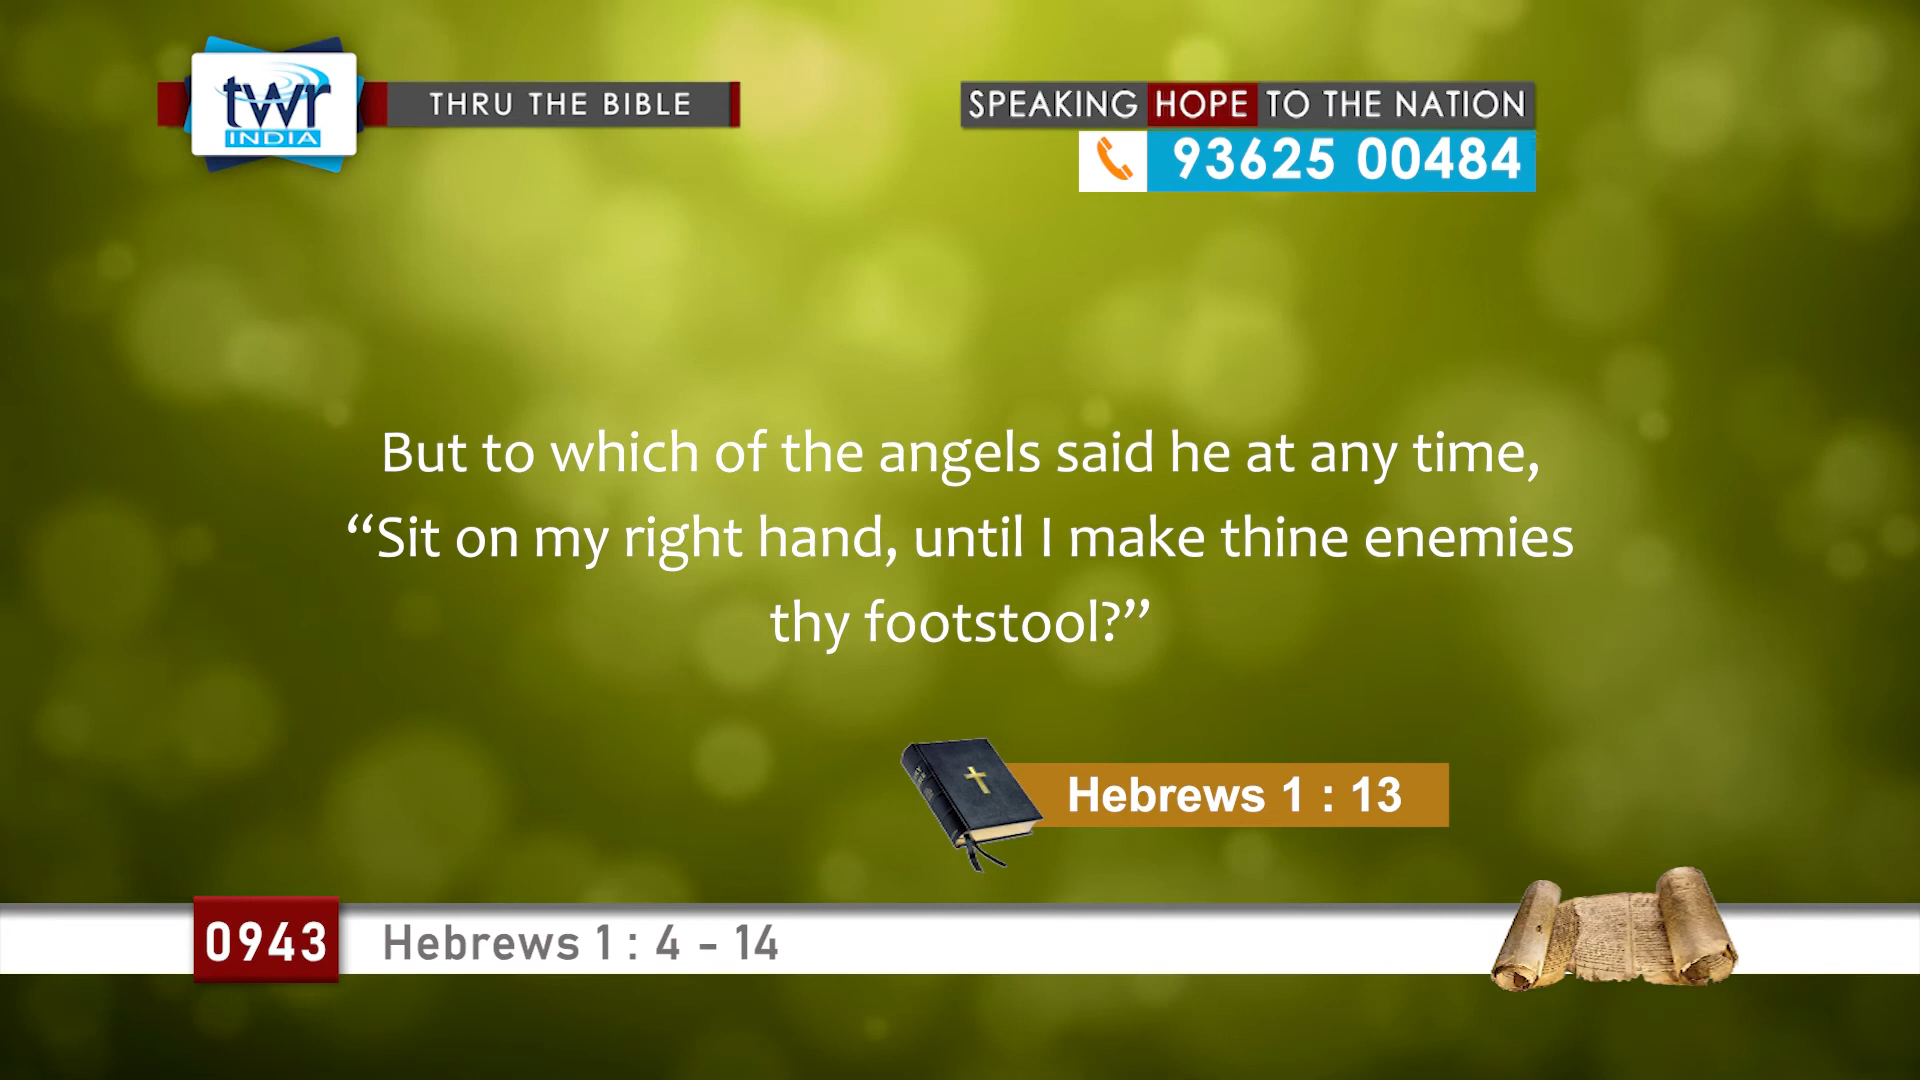 twr
INDIA
THRU THE BIBLE
SPEAKING HOPE TO THE NATION
93625 00484
But to which of the angels said he at any time,
“Sit on my right hand, until I make thine enemies
thy footstool?”
Hebrews 1 : 13
0943
Hebrews 1 : 4 - 14